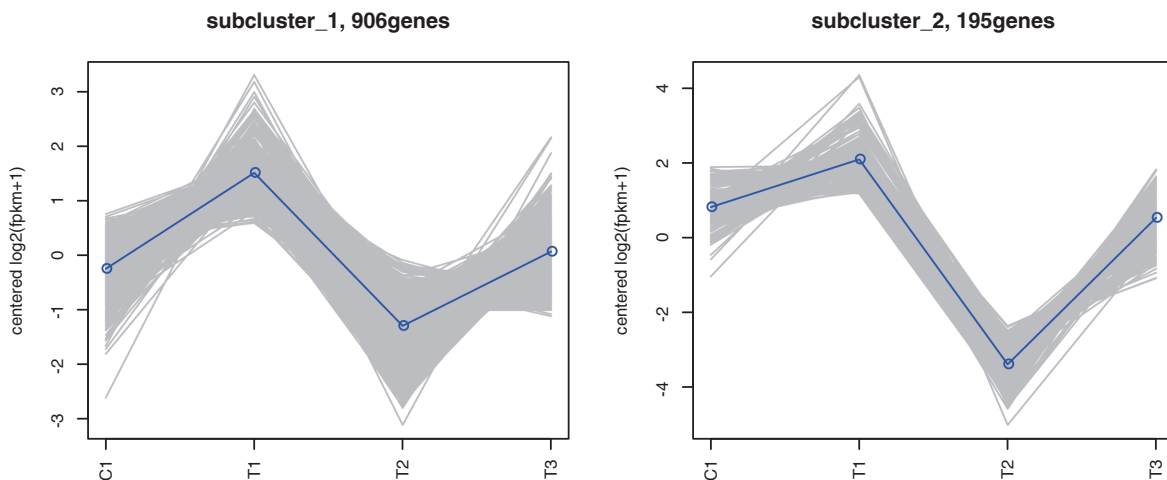 subcluster_1, 906genes
centered log2(fpkm+1)
3
2
1
0
-1
-2
-3
C1
T1
T2
T3
subcluster_2, 195genes
centered log2(fpkm+1)
4
2
0
-2
-4
C1
T1
T2
T3